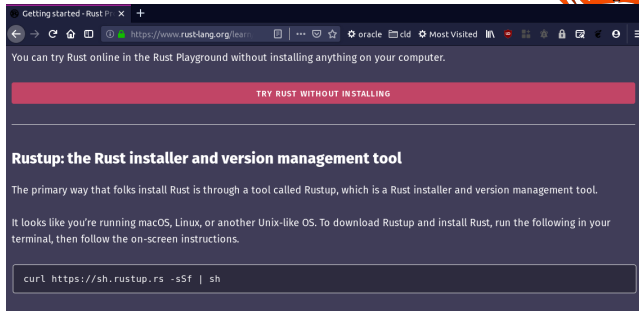 Getting started - Rust Pr
https://www.rust-lang.org/learn
oracle cld Most Visited
You can try Rust online in the Rust Playground without installing anything on your computer.
TRY RUST WITHOUT INSTALLING
Rustup: the Rust installer and version management tool
The primary way that folks install Rust is through a tool called Rustup, which is a Rust installer and version management tool.
It looks like you’re running macOS, Linux, or another Unix-like OS. To download Rustup and install Rust, run the following in your
terminal, then follow the on-screen instructions.
curl https://sh.rustup.rs -sSf | sh